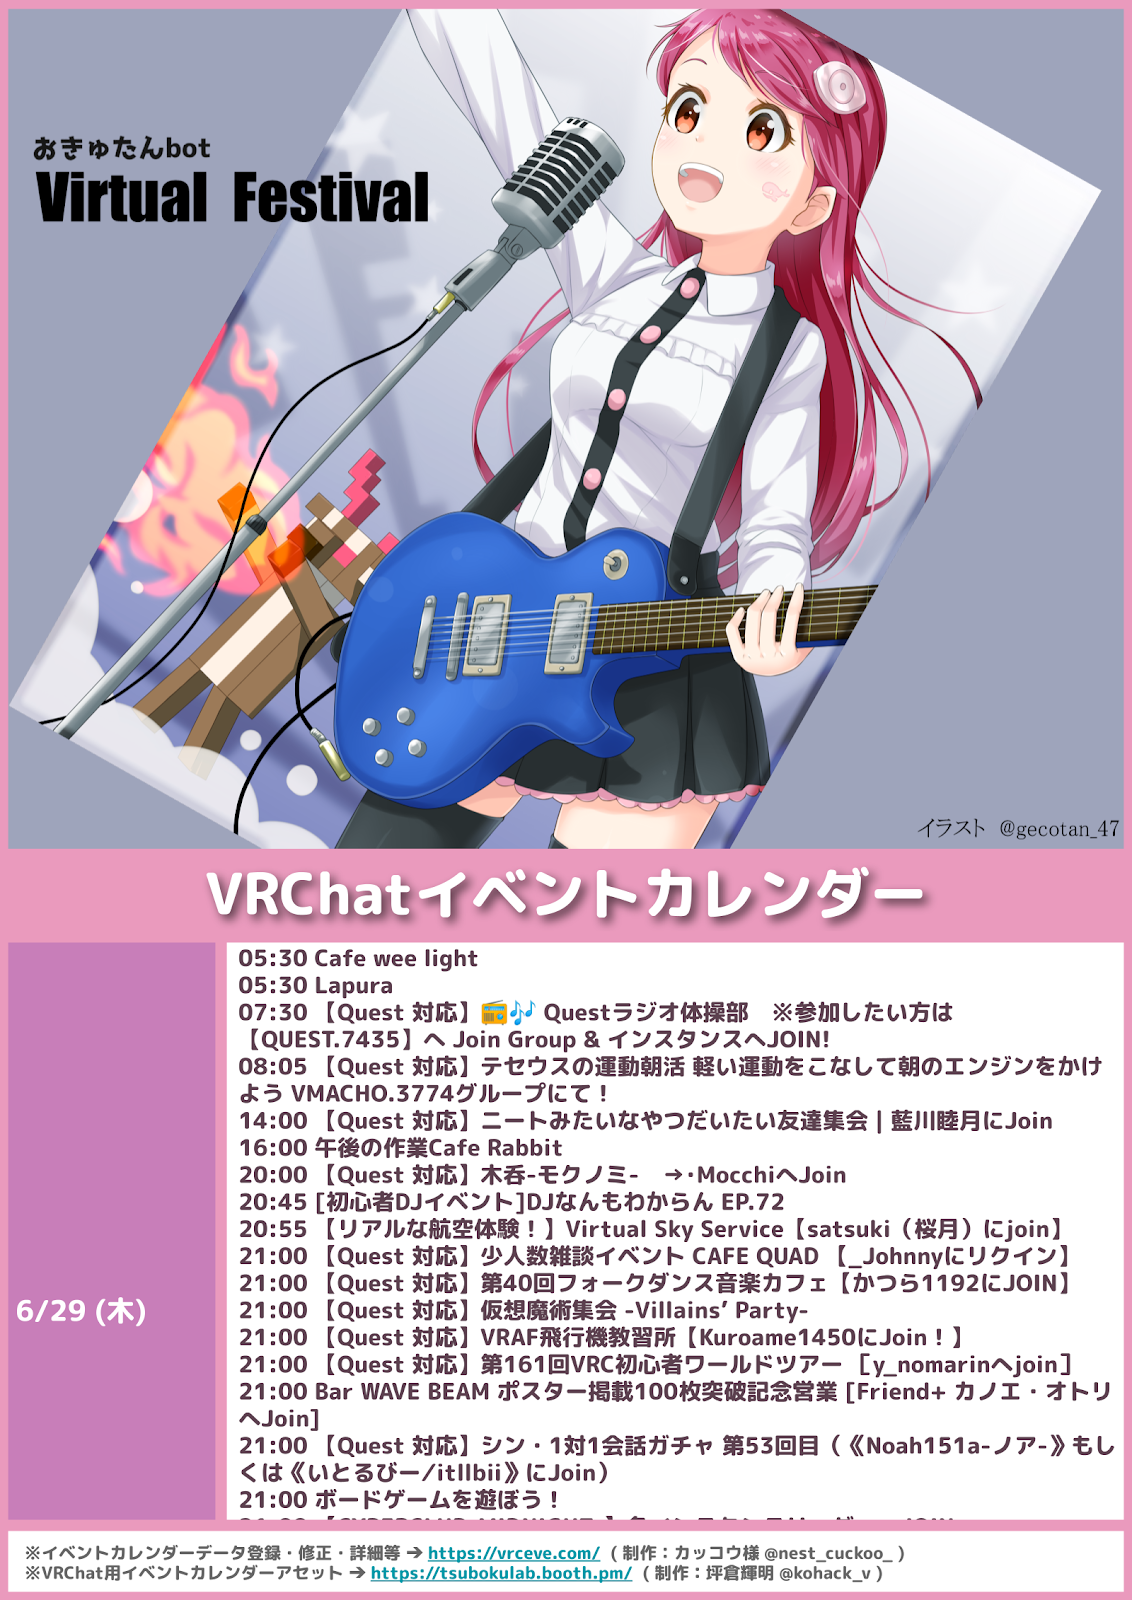 おきゅたんbot
Virtual Festival
イラスト @gecotan_47
VRChatイベントカレンダー
6/29 (木)
05:30 Cafe wee light
05:30 Lapura
07:30 【Quest 対応】📻🎶 Questラジオ体操部　※参加したい方は
【QUEST.7435】へ Join Group & インスタンスへJOIN!
08:05 【Quest 対応】テセウスの運動朝活 軽い運動をこなして朝のエンジンをかけ
よう VMACHO.3774グループにて！
14:00 【Quest 対応】ニートみたいなやつだいたい友達集会 | 藍川睦月にJoin
16:00 午後の作業Cafe Rabbit
20:00 【Quest 対応】木呑-モクノミ-　→･MocchiへJoin
20:45 [初心者DJイベント]DJなんもわからん EP.72
20:55 【リアルな航空体験！】Virtual Sky Service【satsuki（桜月）にjoin】
21:00 【Quest 対応】少人数雑談イベント CAFE QUAD 【_Johnnyにリクイン】
21:00 【Quest 対応】第40回フォークダンス音楽カフェ【かつら1192にJOIN】
21:00 【Quest 対応】仮想魔術集会 -Villains’ Party-
21:00 【Quest 対応】VRAF飛行機教習所【Kuroame1450にJoin！】
21:00 【Quest 対応】第161回VRC初心者ワールドツアー ［y_nomarinへjoin］
21:00 Bar WAVE BEAM ポスター掲載100枚突破記念営業 [Friend+ カノエ・オトリ
へJoin]
21:00 【Quest 対応】シン・1対1会話ガチャ 第53回目（《Noah151a-ノア-》もし
くは《いとるびー/itllbii》にJoin）
21:00 ボードゲームを遊ぼう！
※イベントカレンダーデータ登録・修正・詳細等 ➔ https://vrceve.com/ （制作：カッコウ様 @nest_cuckoo_ ）
※VRChat用イベントカレンダーアセット ➔ https://tsubokulab.booth.pm/ （制作：坪倉輝明 @kohack_v ）